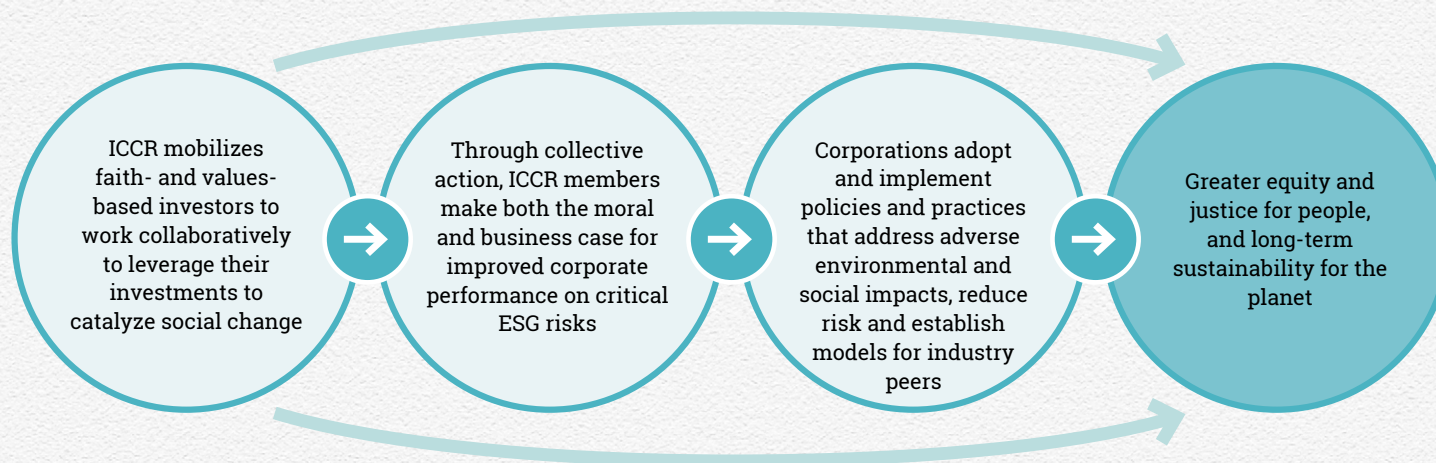 ICCR mobilizes
faith- and values-
based investors to
work collaboratively
to leverage their
investments to
catalyze social change
Through collective
action, ICCR members
make both the moral
and business case for
improved corporate
performance on critical
ESG risks
Corporations adopt
and implement
policies and practices
that address adverse
environmental and
social impacts, reduce
risk and establish
models for industry
peers
Greater equity and
justice for people,
and long-term
sustainability for the
planet